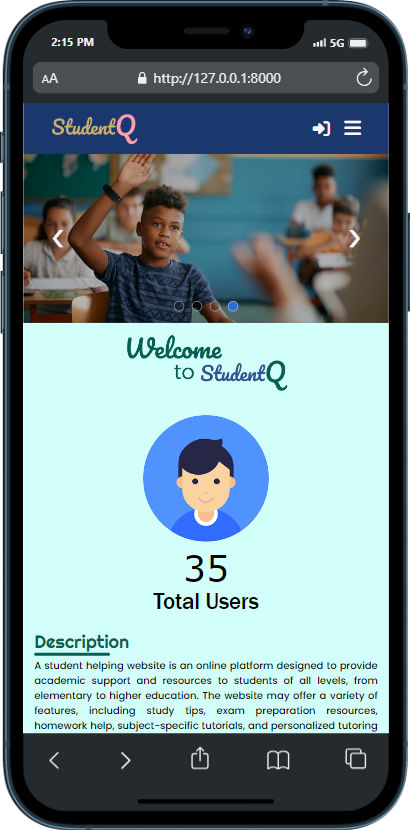 2:15 PM
5G
AA
http://127.0.0.1:8000
StudentQ
Welcome
to StudentQ
35
Total Users
Description
A student helping website is an online platform designed to provide
academic support and resources to students of all levels, from
elementary to higher education. The website may offer a variety of
features, including study tips, exam preparation resources,
homework help, subject-specific tutorials, and personalized tutoring